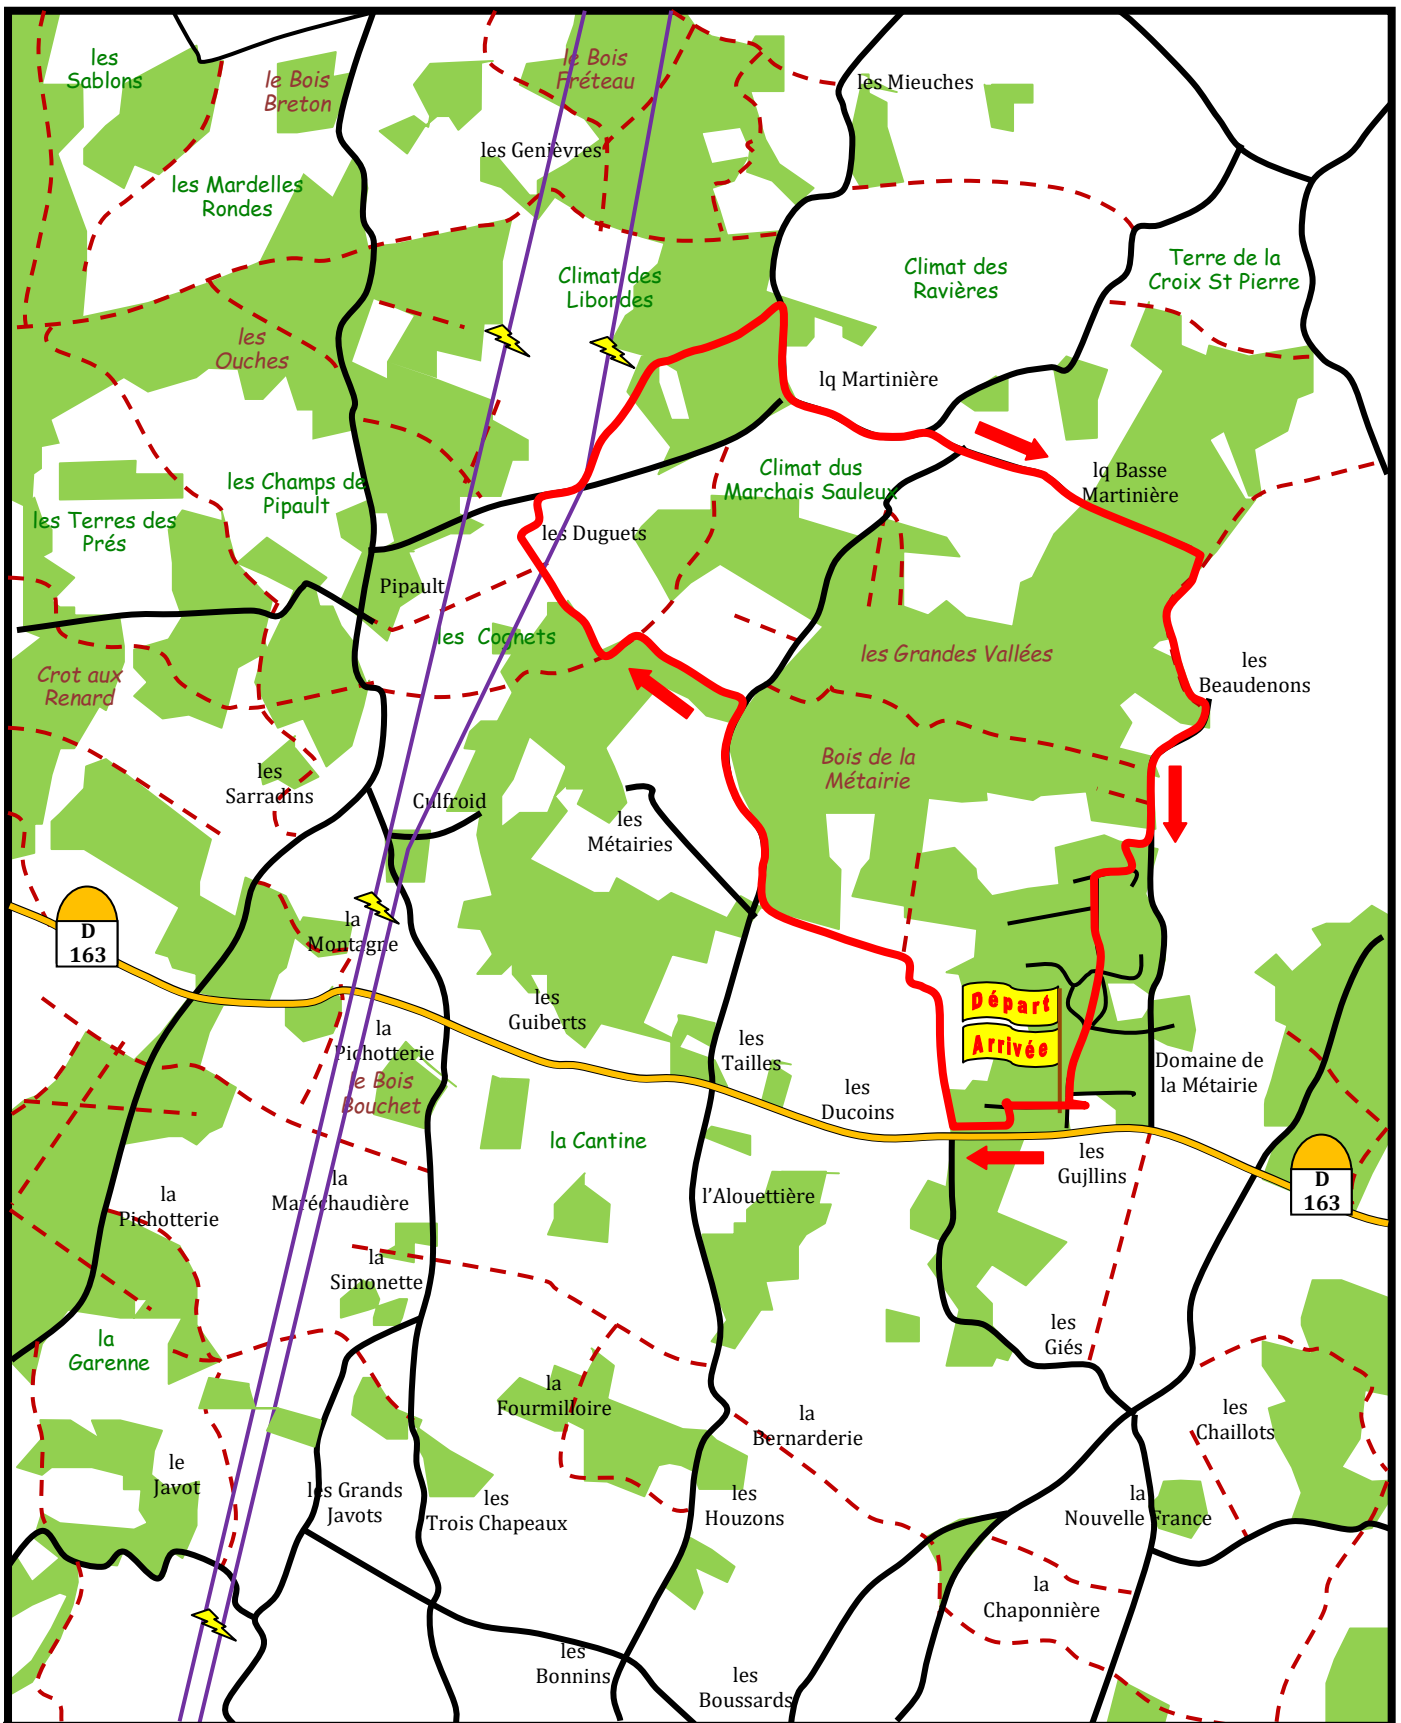 les
Sablons
le Bois
Breton
le Bois
Fréteau
les Mieuches
les Genièvres
les Mardelles
Rondes
Climat des
Libordes
Climat des
Ravières
Terre de la
Croix St Pierre
les
Ouches
lq Martinière
les Champs de
Pipault
Climat dus
Marchais Sauleux
lq Basse
Martinière
les Terres des
Prés
les Duguets
Pipault
les Cognets
les Grandes Vallées
Crot aux
Renard
les
Beaudenons
Bois de la
Métairie
les
Sarradins
Culfroid
les
Métairies
D
163
la
Montagne
les
Guiberts
Départ
Arrivée
la
Pichotterie
les
Tailles
Domaine de
la Métairie
le Bois
Bouchet
les
Ducoins
la Cantine
les
Gujllins
D
163
la
Pichotterie
la
Maréchaudière
l’Alouettière
la
Simonette
la
Garenne
les
Giés
la
Fourmilloire
la
Bernarderie
les
Chaillots
le
Javot
les Grands
Javots
les
Trois Chapeaux
les
Houzons
la
Nouvelle France
la
Chaponnière
les
Bonnins
les
Boussards